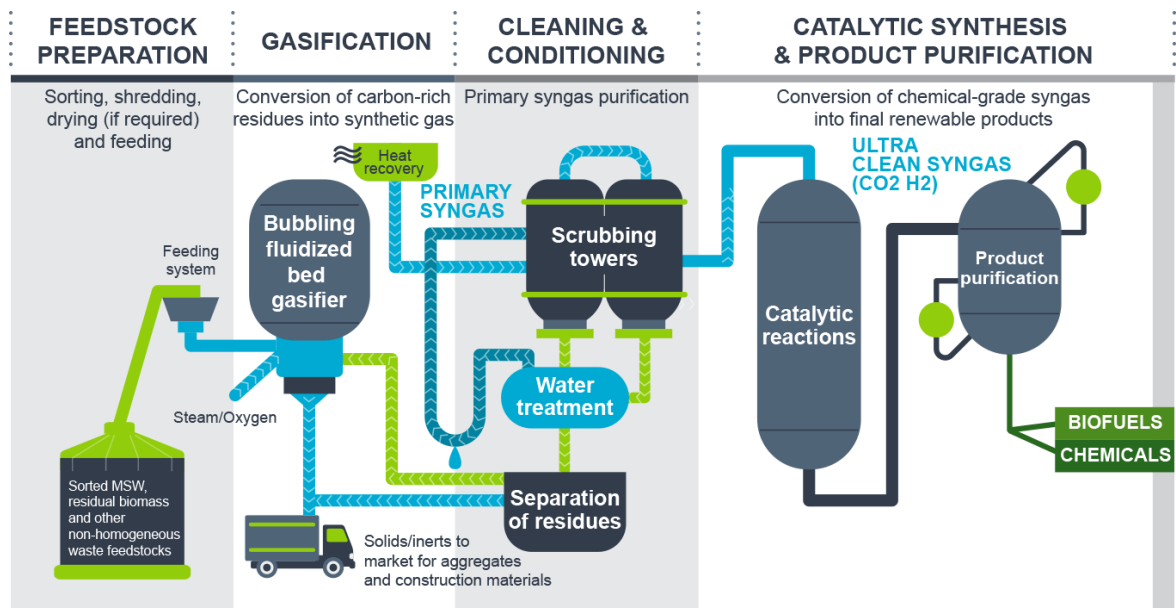 FEEDSTOCK
PREPARATION
Sorting, shredding,
drying (if required)
and feeding
GASIFICATION
Conversion of carbon-rich
residues into synthetic gas
CLEANING &
CONDITIONING
Primary syngas purification
CATALYTIC SYNTHESIS
& PRODUCT PURIFICATION
Conversion of chemical-grade syngas
into final renewable products
Feeding
system
Steam/Oxygen
Sorted MSW,
residual biomass
and other
non-homogeneous
waste feedstocks
Heat
recovery
Bubbling
fluidized
bed
gasifier
PRIMARY
SYNGAS
Solids/inerts to
market for aggregates
and construction materials
Scrubbing
towers
Water
treatment
Separation
of residues
ULTRA
CLEAN SYNGAS
(CO2 H2)
Catalytic
reactions
Product
purification
BIOFUELS
CHEMICALS